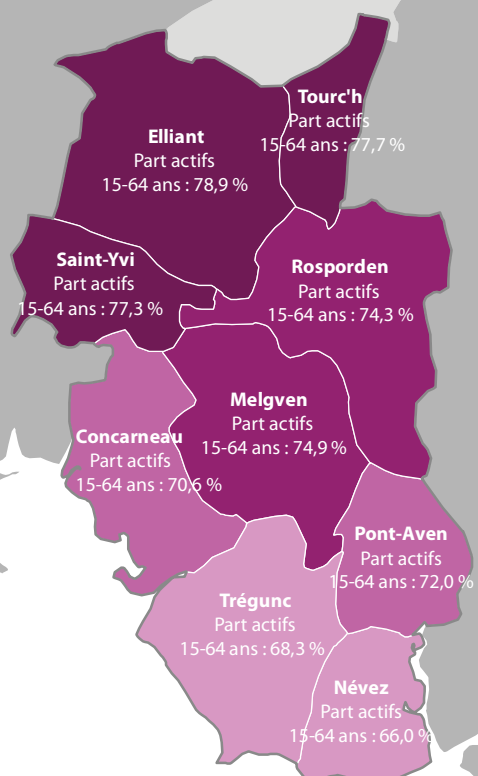 Tourc'h
Part actifs
15-64 ans : 77,7 %
Elliant
Part actifs
15-64 ans : 78,9 %
Saint-Yvi
Part actifs
15-64 ans : 77,3 %
Rosporden
Part actifs
15-64 ans : 74,3 %
Melgven
Part actifs
15-64 ans : 74,9 %
Concarneau
Part actifs
15-64 ans : 70,6 %
Pont-Aven
Part actifs
15-64 ans : 72,0 %
Trégunc
Part actifs
15-64 ans : 68,3 %
Névez
Part actifs
15-64 ans : 66,0 %